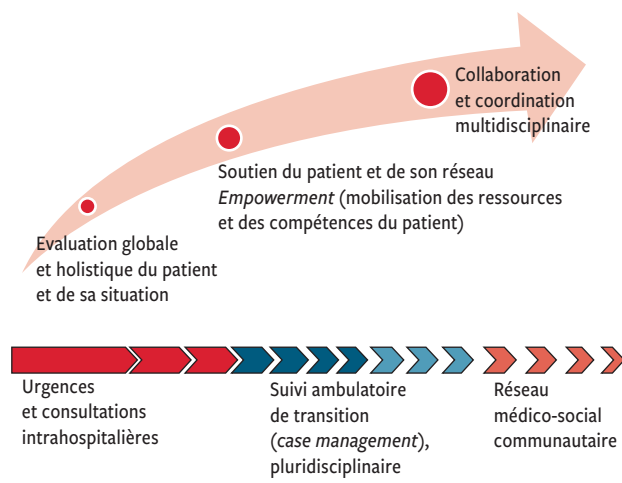 Collaboration
et coordination
multidisciplinaire
Soutien du patient et de son réseau
Empowerment (mobilisation des ressources
et des compétences du patient)
Evaluation globale
et holistique du patient
et de sa situation
Urgences
et consultations
intrahospitalières
Suivi ambulatoire
de transition
(case management),
pluridisciplinaire
Réseau
médico-social
communautaire